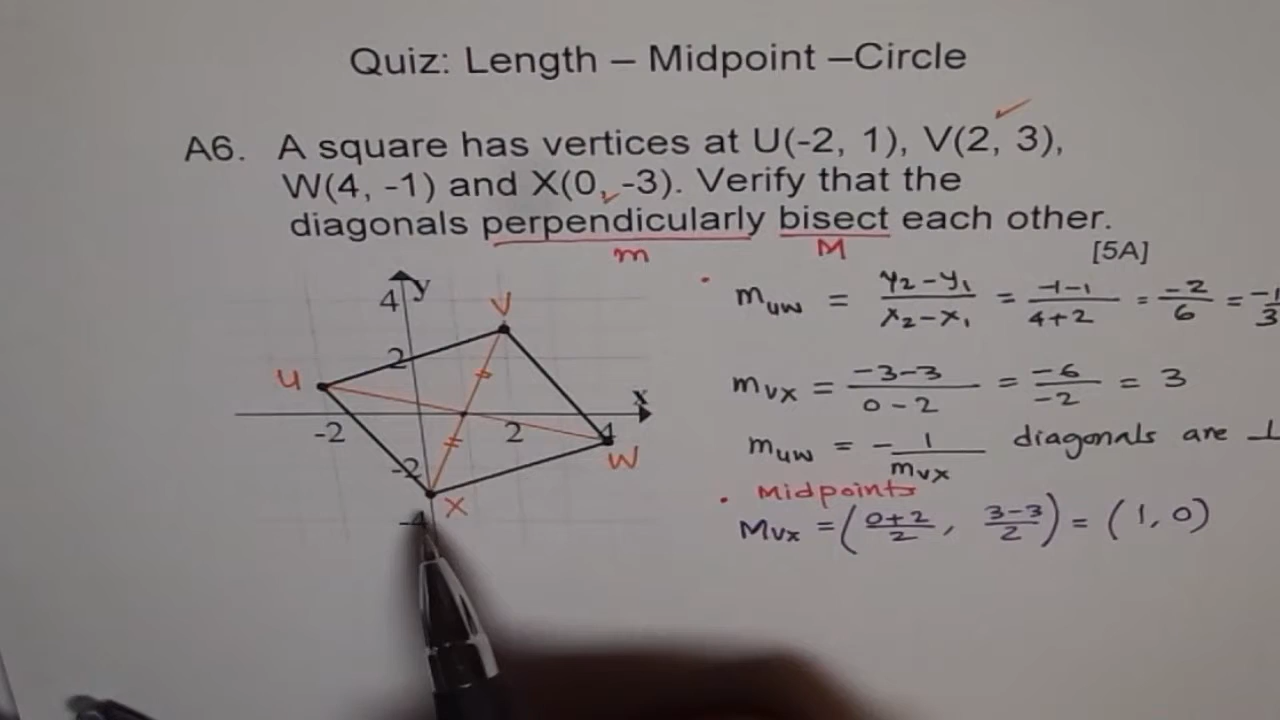 Quiz: Length – Midpoint –Circle
A6. A square has vertices at U(-2, 1), V(2, 3),
W(4, -1) and X(0, -3). Verify that the
diagonals perpendicularly bisect each other.
m M [5A]
4 y V
2
U x
-2 2 4
-2 W
X
-4
m_UW = y₂-y₁/x₂-x₁ = -1-1/4+2 = -2/6 = -1/3
m_VX = -3-3/0-2 = -6/-2 = 3
m_UW = - 1/m_VX diagonals are ⊥
• Midpoints
M_VX = (0+2/2, 3-3/2) = (1, 0)